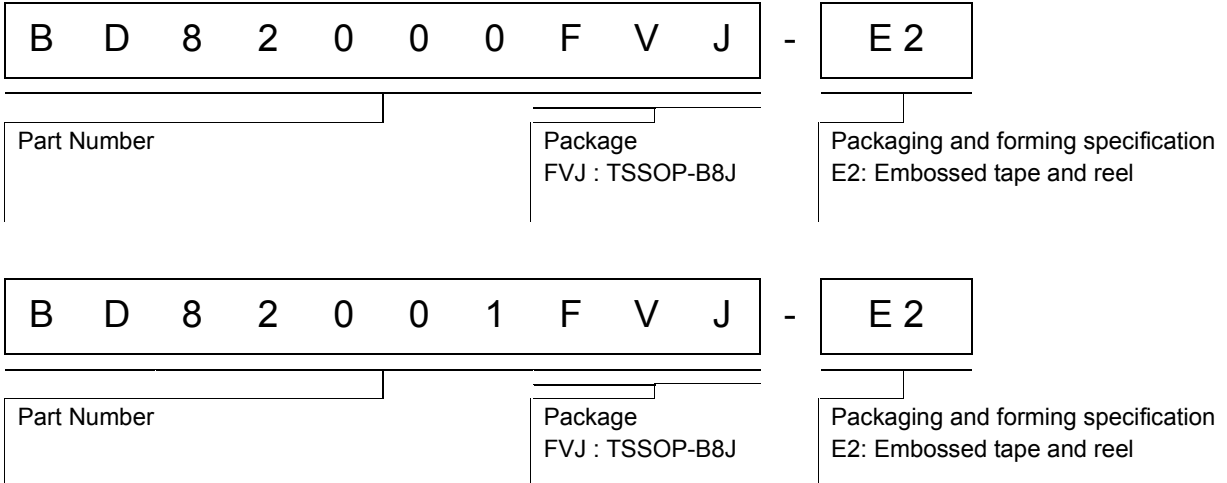 B D 8 2 0 0 0 F V J - E 2
Part Number
Package
FVJ : TSSOP-B8J
Packaging and forming specification
E2: Embossed tape and reel
B D 8 2 0 0 1 F V J - E 2
Part Number
Package
FVJ : TSSOP-B8J
Packaging and forming specification
E2: Embossed tape and reel